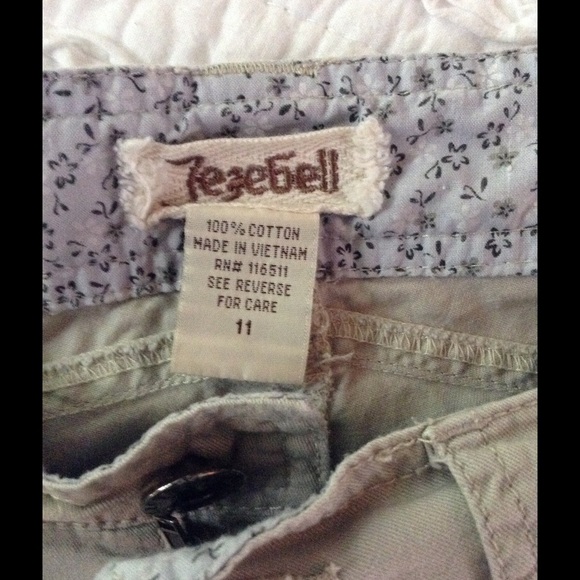 Jezebell
100% COTTON
MADE IN VIETNAM
RN# 116511
SEE REVERSE
FOR CARE
11